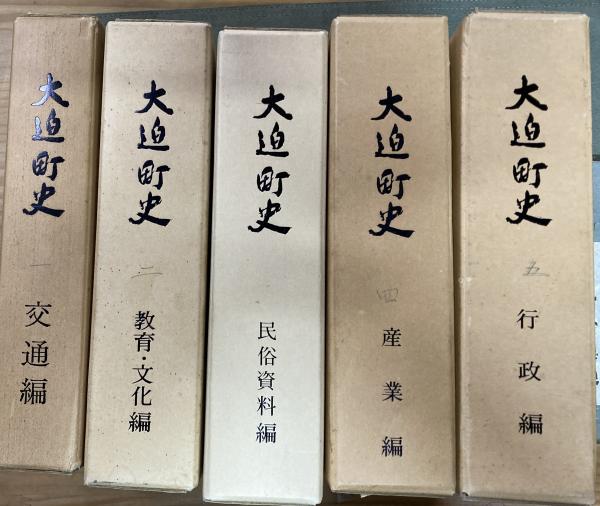 大迫町史
一
交通編
大迫町史
二
教育・文化編
大迫町史
民俗資料編
大迫町史
四
産業編
大迫町史
五
行政編